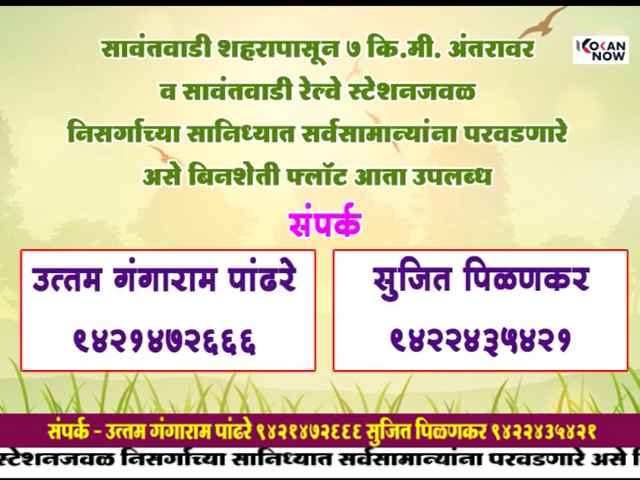 सावंतवाडी शहरापासून ७ कि.मी. अंतरावर
KOKAN
NOW
व सावंतवाडी रेल्वे स्टेशनजवळ
निसर्गाच्या सानिध्यात सर्वसामान्यांना परवडणारे
असे बिनशेती फ्लॉट आता उपलब्ध
संपर्क
उत्तम गंगाराम पांढरे
९४२१४७२६६६
सुजित पिळणकर
९४२२४३५४२१
संपर्क - उत्तम गंगाराम पांढरे ९४२१४७२६६६ सुजित पिळणकर ९४२२४३५४२१
स्टेशनजवळ निसर्गाच्या सानिध्यात सर्वसामान्यांना परवडणारे असे